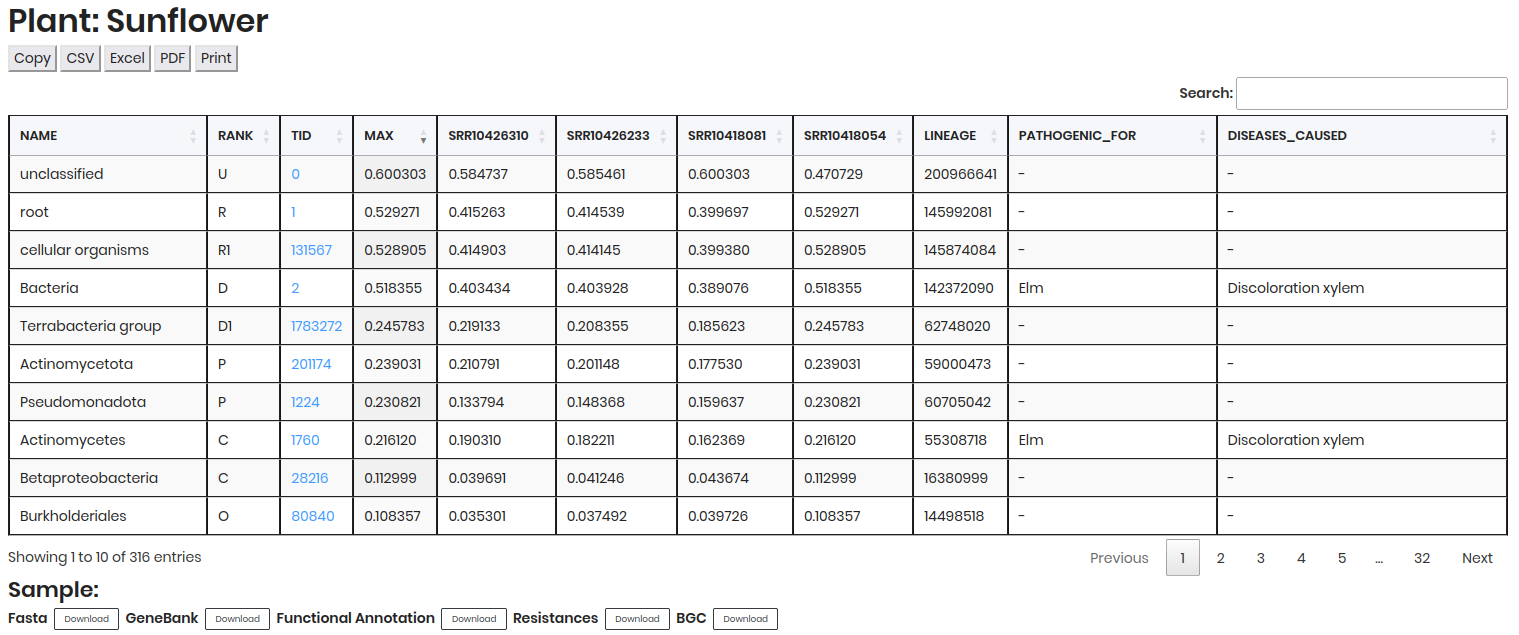 Plant: Sunflower
Copy CSV Excel PDF Print
Search:
NAME RANK TID MAX SRR10426310 SRR10426233 SRR10418081 SRR10418054 LINEAGE PATHOGENIC_FOR DISEASES_CAUSED
unclassified U 0 0.600303 0.584737 0.585461 0.600303 0.470729 200966641 - -
root R 1 0.529271 0.415263 0.414539 0.399697 0.529271 145992081 - -
cellular organisms R1 131567 0.528905 0.414903 0.414145 0.399380 0.528905 145874084 - -
Bacteria D 2 0.518355 0.403434 0.403928 0.389076 0.518355 142372090 Elm Discoloration xylem
Terrabacteria group D1 1783272 0.245783 0.219133 0.208355 0.185623 0.245783 62748020 - -
Actinomycetota P 201174 0.239031 0.210791 0.201148 0.177530 0.239031 59000473 - -
Pseudomonadota P 1224 0.230821 0.133794 0.148368 0.159637 0.230821 60705042 - -
Actinomycetes C 1760 0.216120 0.190310 0.182211 0.162369 0.216120 55308718 Elm Discoloration xylem
Betaproteobacteria C 28216 0.112999 0.039691 0.041246 0.043674 0.112999 16380999 - -
Burkholderiales O 80840 0.108357 0.035301 0.037492 0.039726 0.108357 14498518 - -
Showing 1 to 10 of 316 entries Previous 1 2 3 4 5 … 32 Next
Sample:
Fasta Download GeneBank Download Functional Annotation Download Resistances Download BGC Download